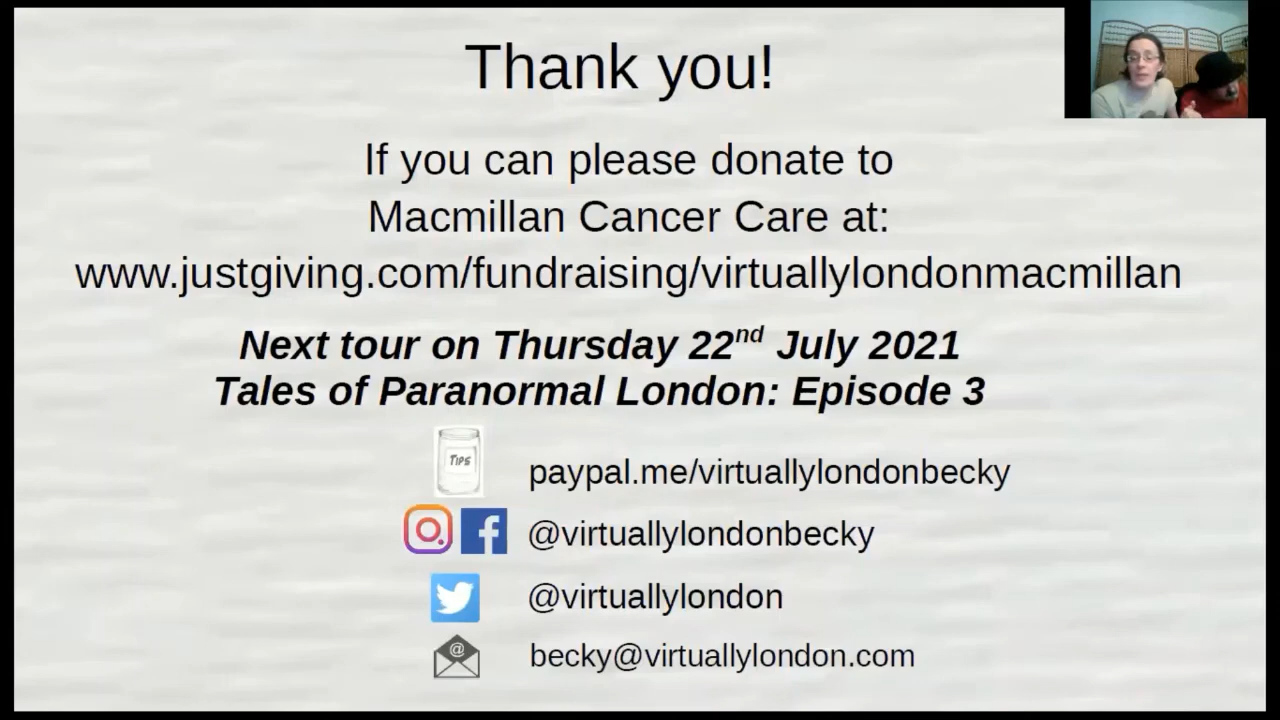 Thank you!
If you can please donate to
Macmillan Cancer Care at:
www.justgiving.com/fundraising/virtuallylondonmacmillan
Next tour on Thursday 22nd July 2021
Tales of Paranormal London: Episode 3
TIPS
paypal.me/virtuallylondonbecky
@virtuallylondonbecky
@virtuallylondon
becky@virtuallylondon.com